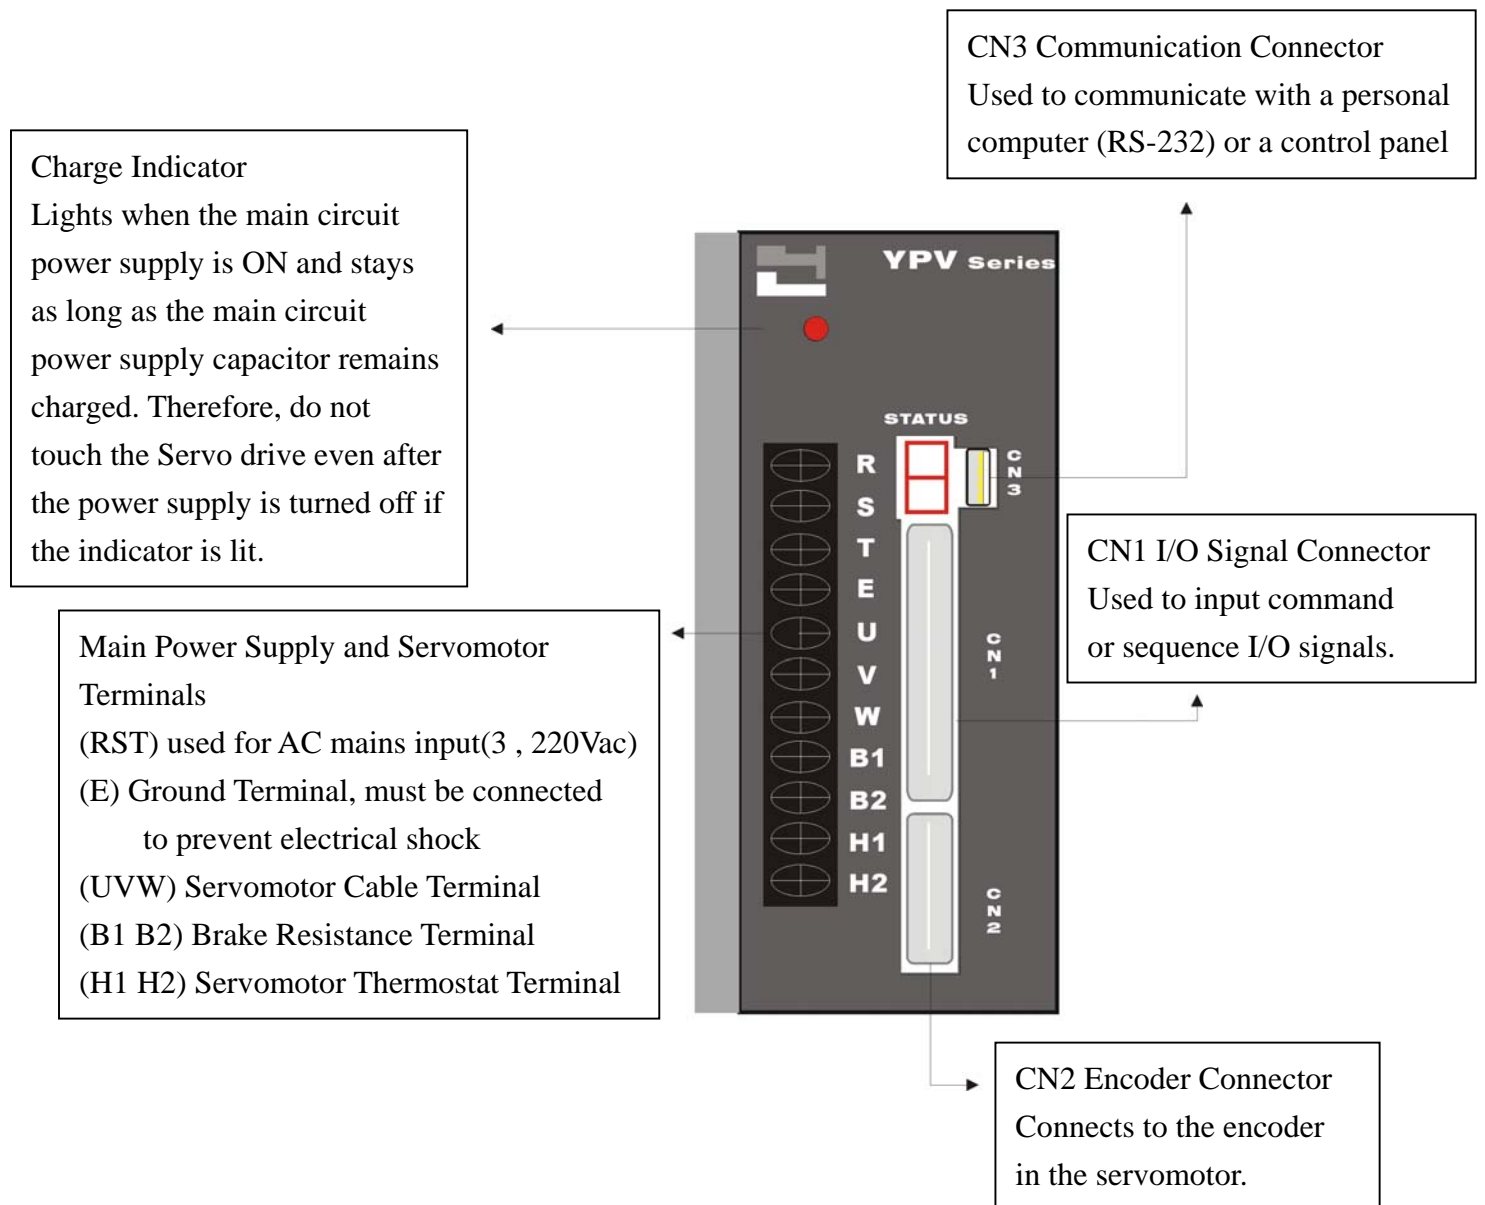 CN3 Communication Connector
Used to communicate with a personal
computer (RS-232) or a control panel
Charge Indicator
Lights when the main circuit
power supply is ON and stays
as long as the main circuit
power supply capacitor remains
charged. Therefore, do not
touch the Servo drive even after
the power supply is turned off if
the indicator is lit.
YPV Series
STATUS
R
S
T
E
U
V
W
B1
B2
H1
H2
CN3
CN1
CN2
CN1 I/O Signal Connector
Used to input command
or sequence I/O signals.
Main Power Supply and Servomotor
Terminals
(RST) used for AC mains input(3 , 220Vac)
(E) Ground Terminal, must be connected
to prevent electrical shock
(UVW) Servomotor Cable Terminal
(B1 B2) Brake Resistance Terminal
(H1 H2) Servomotor Thermostat Terminal
CN2 Encoder Connector
Connects to the encoder
in the servomotor.